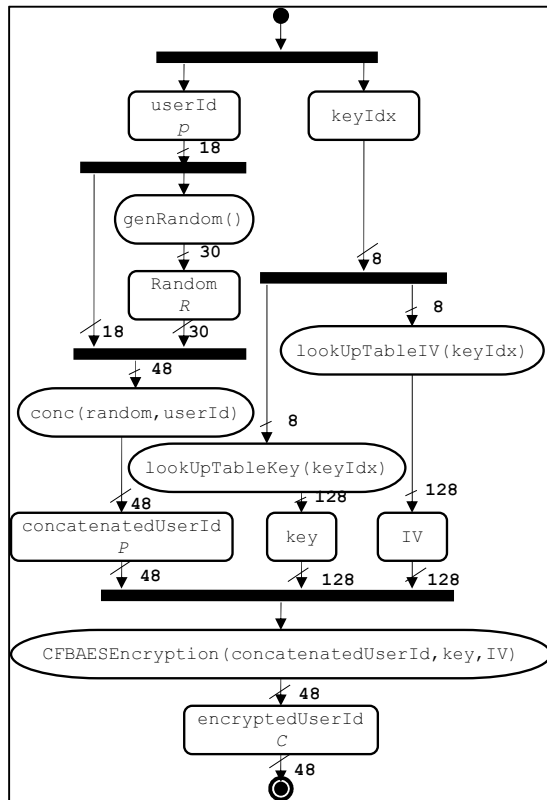 userId
p
keyIdx
18
genRandom()
30
8
Random
R
8
18
30
lookUpTableIV(keyIdx)
48
conc(random,userId)
8
lookUpTableKey(keyIdx)
48
128
128
concatenatedUserId
P
key
IV
48
128
128
CFBAESEncryption(concatenatedUserId,key,IV)
48
encryptedUserId
C
48